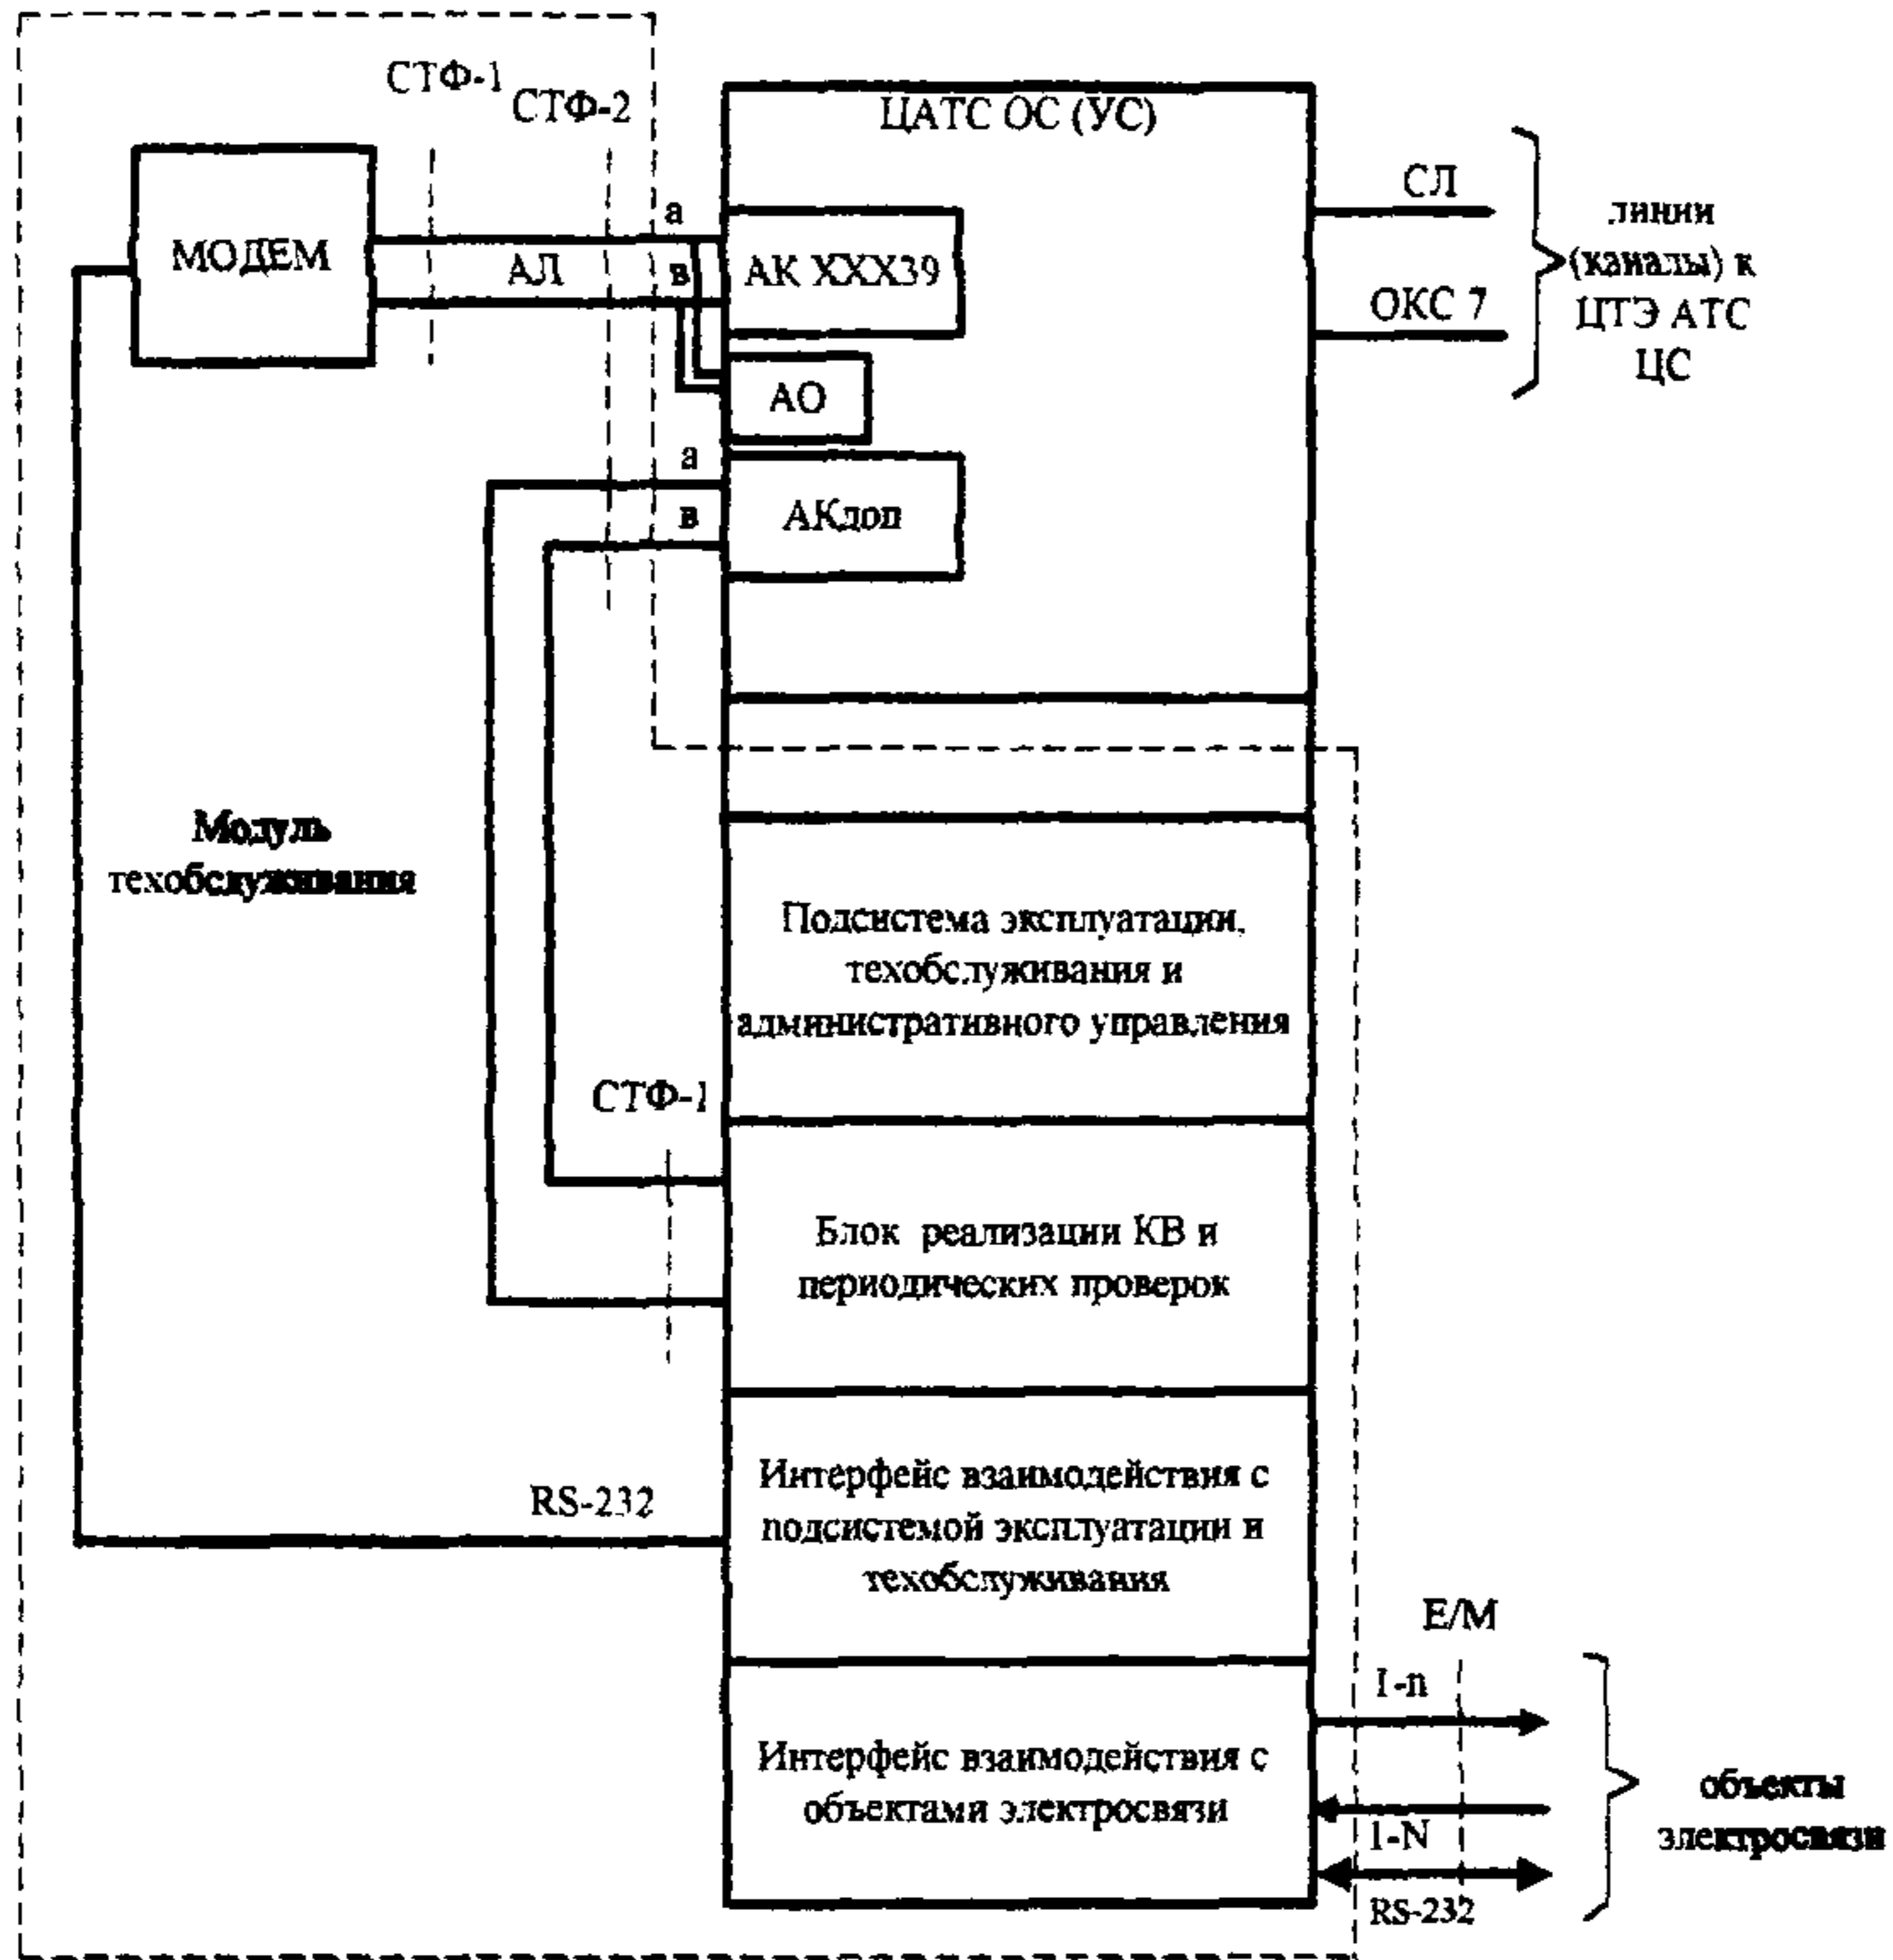 СТФ-1
СТФ-2
ЦАТС ОС (УС)
МОДЕМ
АЛ
а
в
АК ХХХ39
АО
а
в
АКдоп
СЛ
ОКС 7
линии
(каналы) к
ЦТЭ АТС
ЦС
Модуль
техобслуживания
Подсистема эксплуатации,
техобслуживания и
административного управления
СТФ-1
Блок реализации КВ и
периодических проверок
RS-232
Интерфейс взаимодействия с
подсистемой эксплуатации и
техобслуживания
Интерфейс взаимодействия с
объектами электросвязи
E/M
1-n
1-N
RS-232
объекты
электросвязи